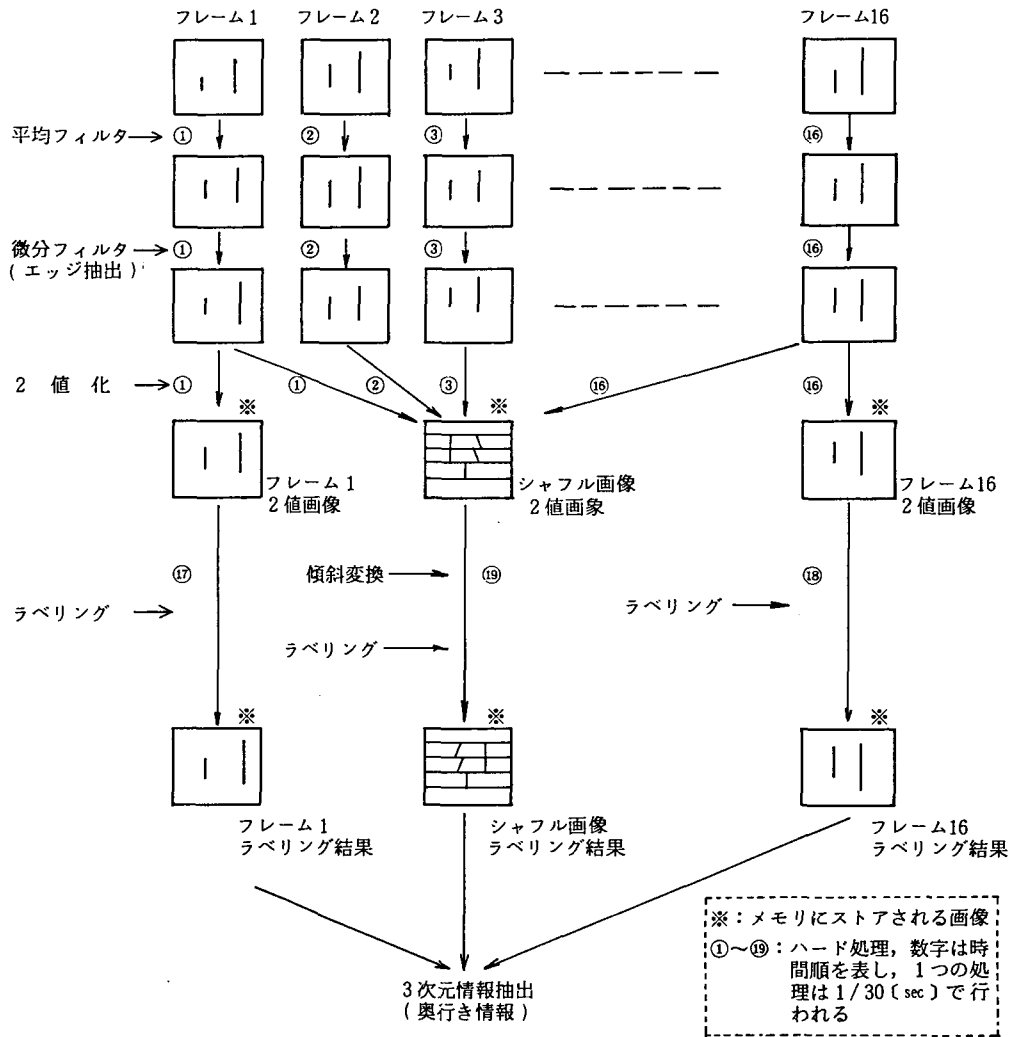 フレーム1 フレーム2 フレーム3 フレーム16
平均フィルタ ① ② ③ ⑯
微分フィルタ ① ② ③ ⑯
(エッジ抽出)
2値化 ① ① ② ③ ⑯ ⑯
※ ※ ※
フレーム1
2値画像
シャフル画像
2値画象
フレーム16
2値画像
⑰ 傾斜変換 ⑲ ⑱
ラベリング ラベリング
ラベリング
※ ※ ※
フレーム1
ラベリング結果
シャフル画像
ラベリング結果
フレーム16
ラベリング結果
3次元情報抽出
(奥行き情報)
※：メモリにストアされる画像
①～⑲：ハード処理，数字は時
間順を表し，1つの処
理は1/30〔sec〕で行
われる